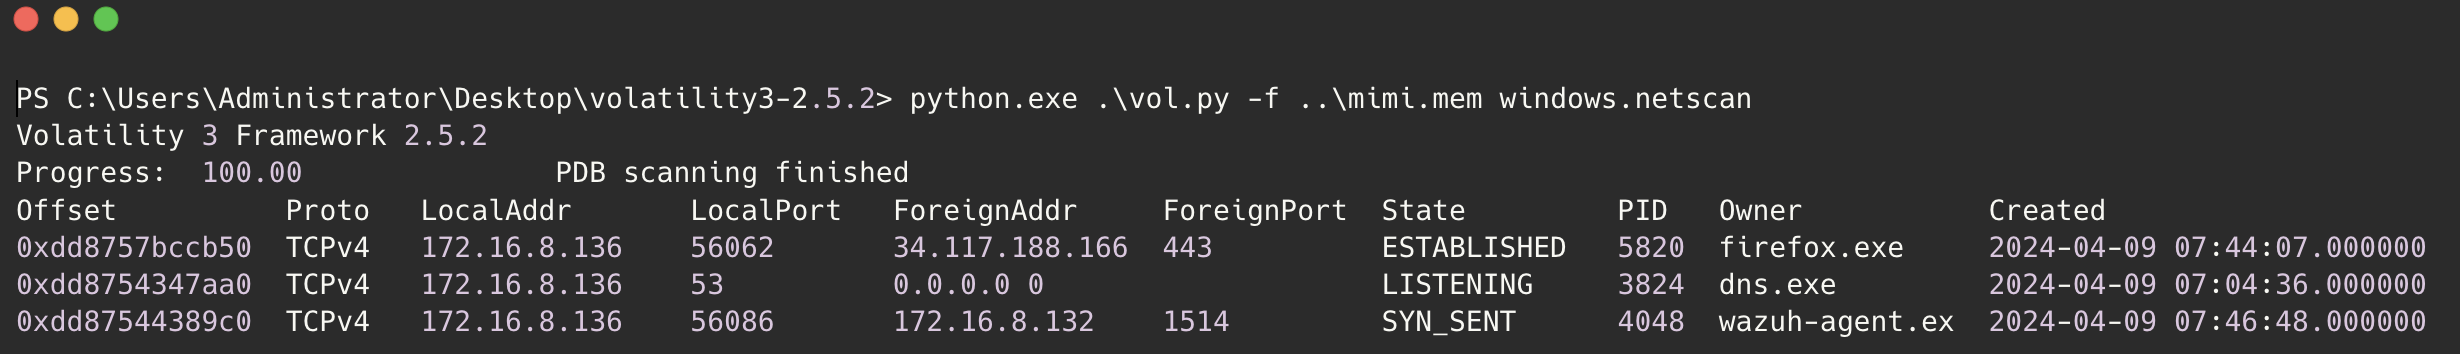 PS C:\Users\Administrator\Desktop\volatility3-2.5.2> python.exe .\vol.py -f ..\mimi.mem windows.netscan
Volatility 3 Framework 2.5.2
Progress:  100.00               PDB scanning finished
Offset          Proto   LocalAddr       LocalPort   ForeignAddr     ForeignPort  State         PID   Owner           Created
0xdd8757bccb50  TCPv4   172.16.8.136    56062       34.117.188.166  443          ESTABLISHED   5820  firefox.exe     2024-04-09 07:44:07.000000
0xdd8754347aa0  TCPv4   172.16.8.136    53          0.0.0.0 0                    LISTENING     3824  dns.exe         2024-04-09 07:04:36.000000
0xdd87544389c0  TCPv4   172.16.8.136    56086       172.16.8.132    1514         SYN_SENT      4048  wazuh-agent.ex  2024-04-09 07:46:48.000000